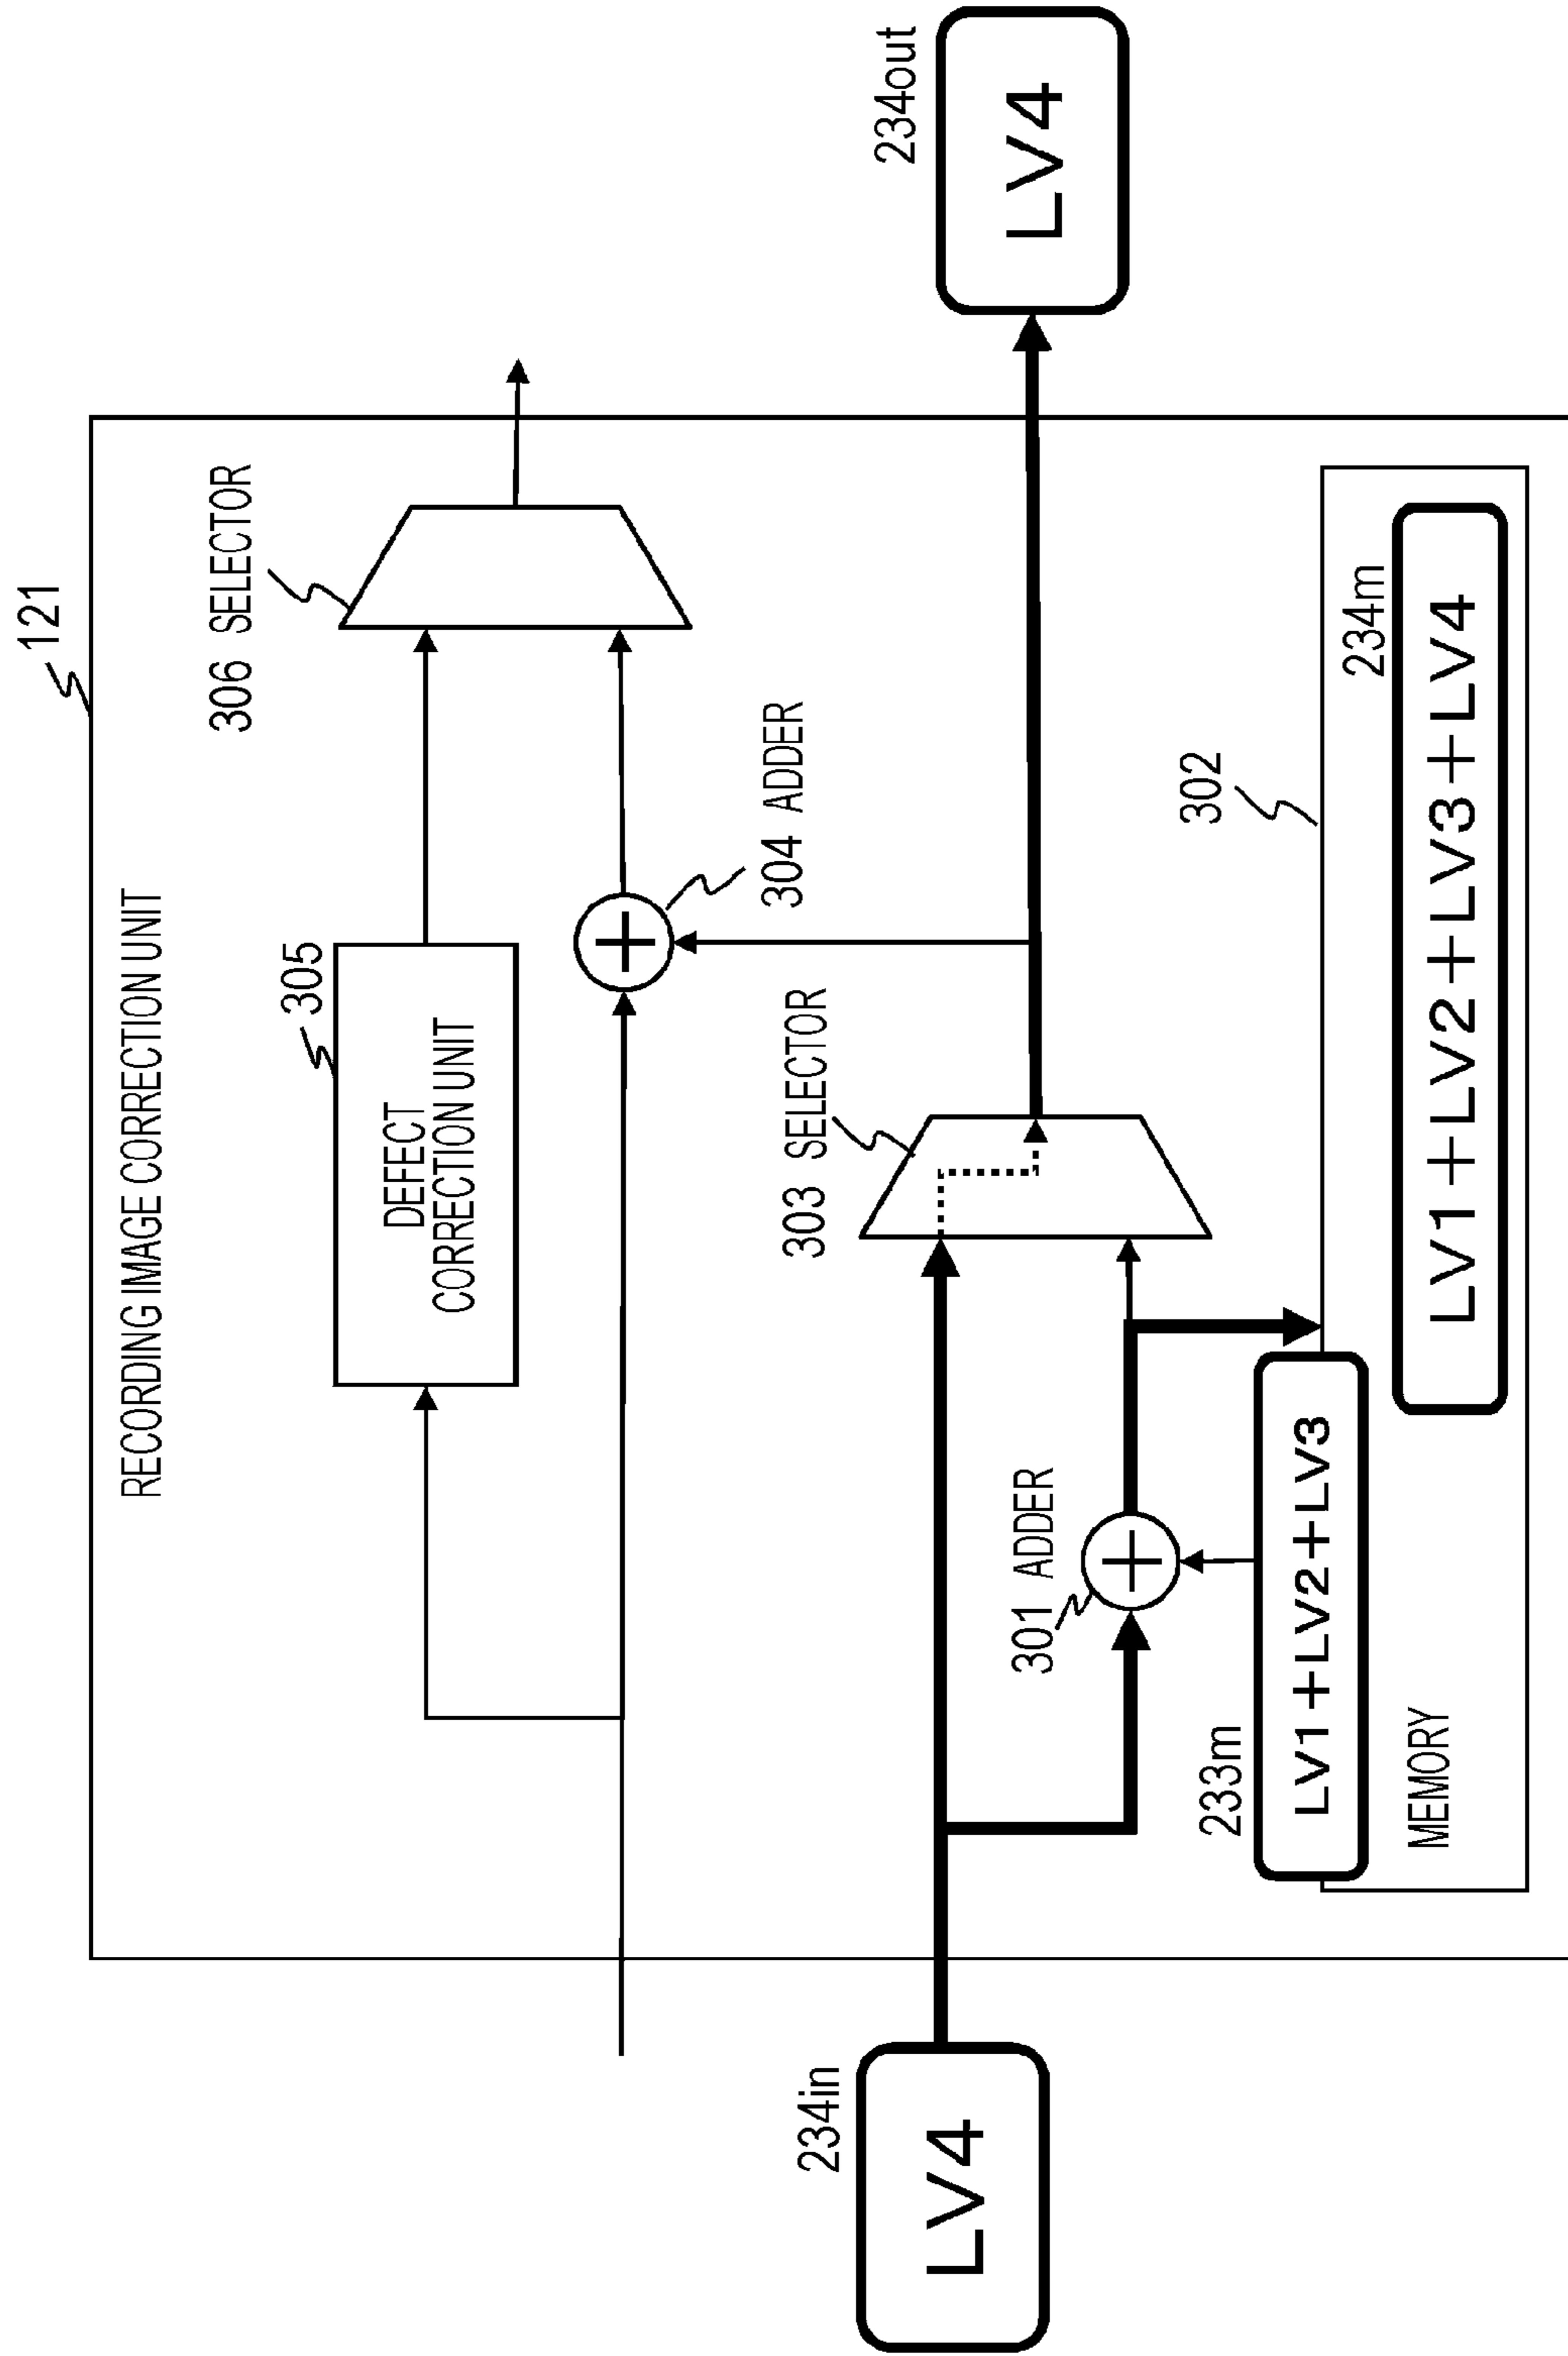 121
RECORDING IMAGE CORRECTION UNIT
306 SELECTOR
305
DEFECT
CORRECTION UNIT
304 ADDER
303 SELECTOR
234in
LV4
234out
LV4
301 ADDER
302
233m
LV1+LV2+LV3
234m
LV1+LV2+LV3+LV4
MEMORY